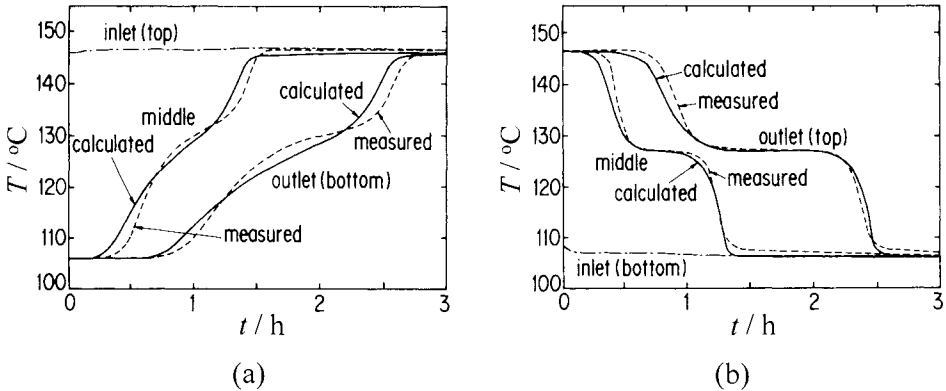 inlet (top)
150
140
130
120
110
100
T / °C
middle
calculated
calculated
measured
outlet (bottom)
measured
0 1 2 3
t / h
(a)
150
140
130
120
110
100
T / °C
calculated
measured
outlet (top)
middle
calculated
measured
inlet (bottom)
0 1 2 3
t / h
(b)